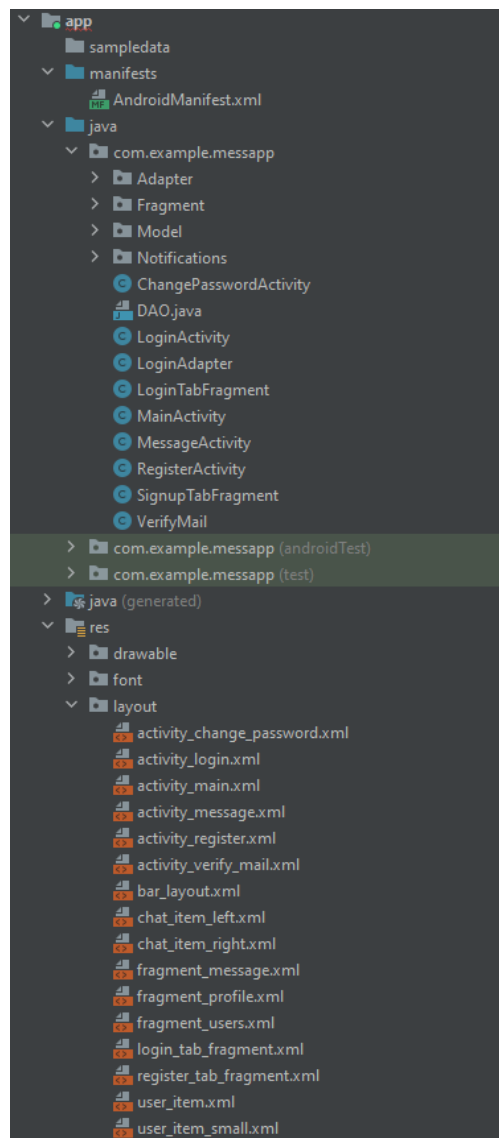 app
sampledata
manifests
MF AndroidManifest.xml
java
com.example.messapp
Adapter
Fragment
Model
Notifications
C ChangePasswordActivity
J DAO.java
C LoginActivity
C LoginAdapter
C LoginTabFragment
C MainActivity
C MessageActivity
C RegisterActivity
C SignupTabFragment
C VerifyMail
com.example.messapp (androidTest)
com.example.messapp (test)
java (generated)
res
drawable
font
layout
activity_change_password.xml
activity_login.xml
activity_main.xml
activity_message.xml
activity_register.xml
activity_verify_mail.xml
bar_layout.xml
chat_item_left.xml
chat_item_right.xml
fragment_message.xml
fragment_profile.xml
fragment_users.xml
login_tab_fragment.xml
register_tab_fragment.xml
user_item.xml
user_item_small.xml